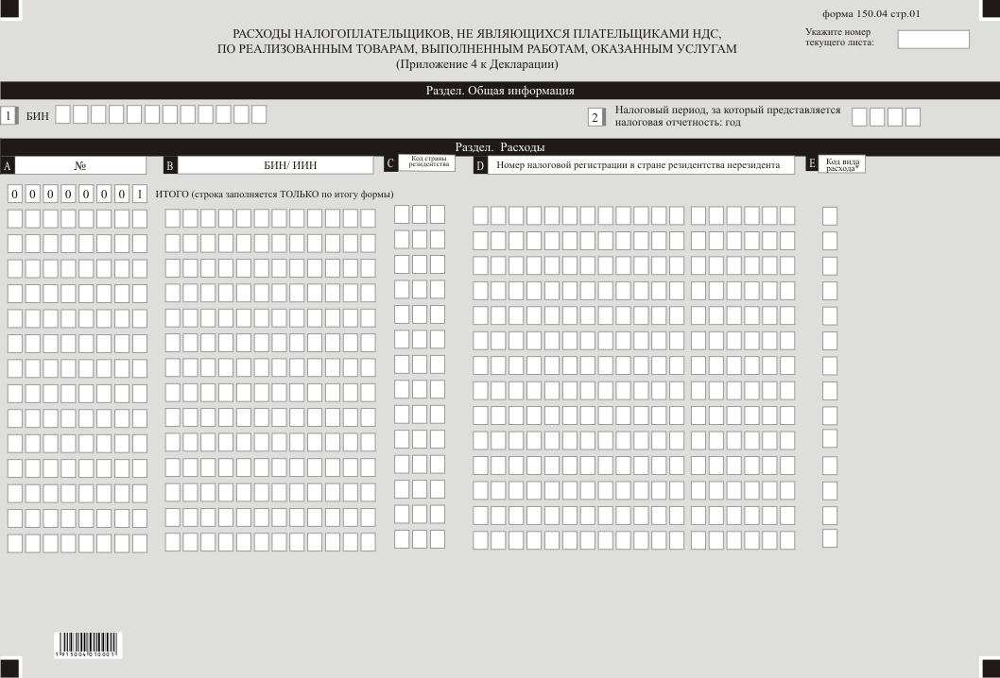 форма 150.04 стр.01
РАСХОДЫ НАЛОГОПЛАТЕЛЬЩИКОВ, НЕ ЯВЛЯЮЩИХСЯ ПЛАТЕЛЬЩИКАМИ НДС,
ПО РЕАЛИЗОВАННЫМ ТОВАРАМ, ВЫПОЛНЕННЫМ РАБОТАМ, ОКАЗАННЫМ УСЛУГАМ
(Приложение 4 к Декларации)
Укажите номер
текущего листа:
Раздел. Общая информация
1 БИН
2 Налоговый период, за который представляется
налоговая отчетность: год
Раздел. Расходы
A №
B БИН/ ИИН
C Код страны
резидентства
D Номер налоговой регистрации в стране резидентства нерезидента
E Код вида
расхода*
0 0 0 0 0 0 0 1 ИТОГО (строка заполняется ТОЛЬКО по итогу формы)
1915004010001